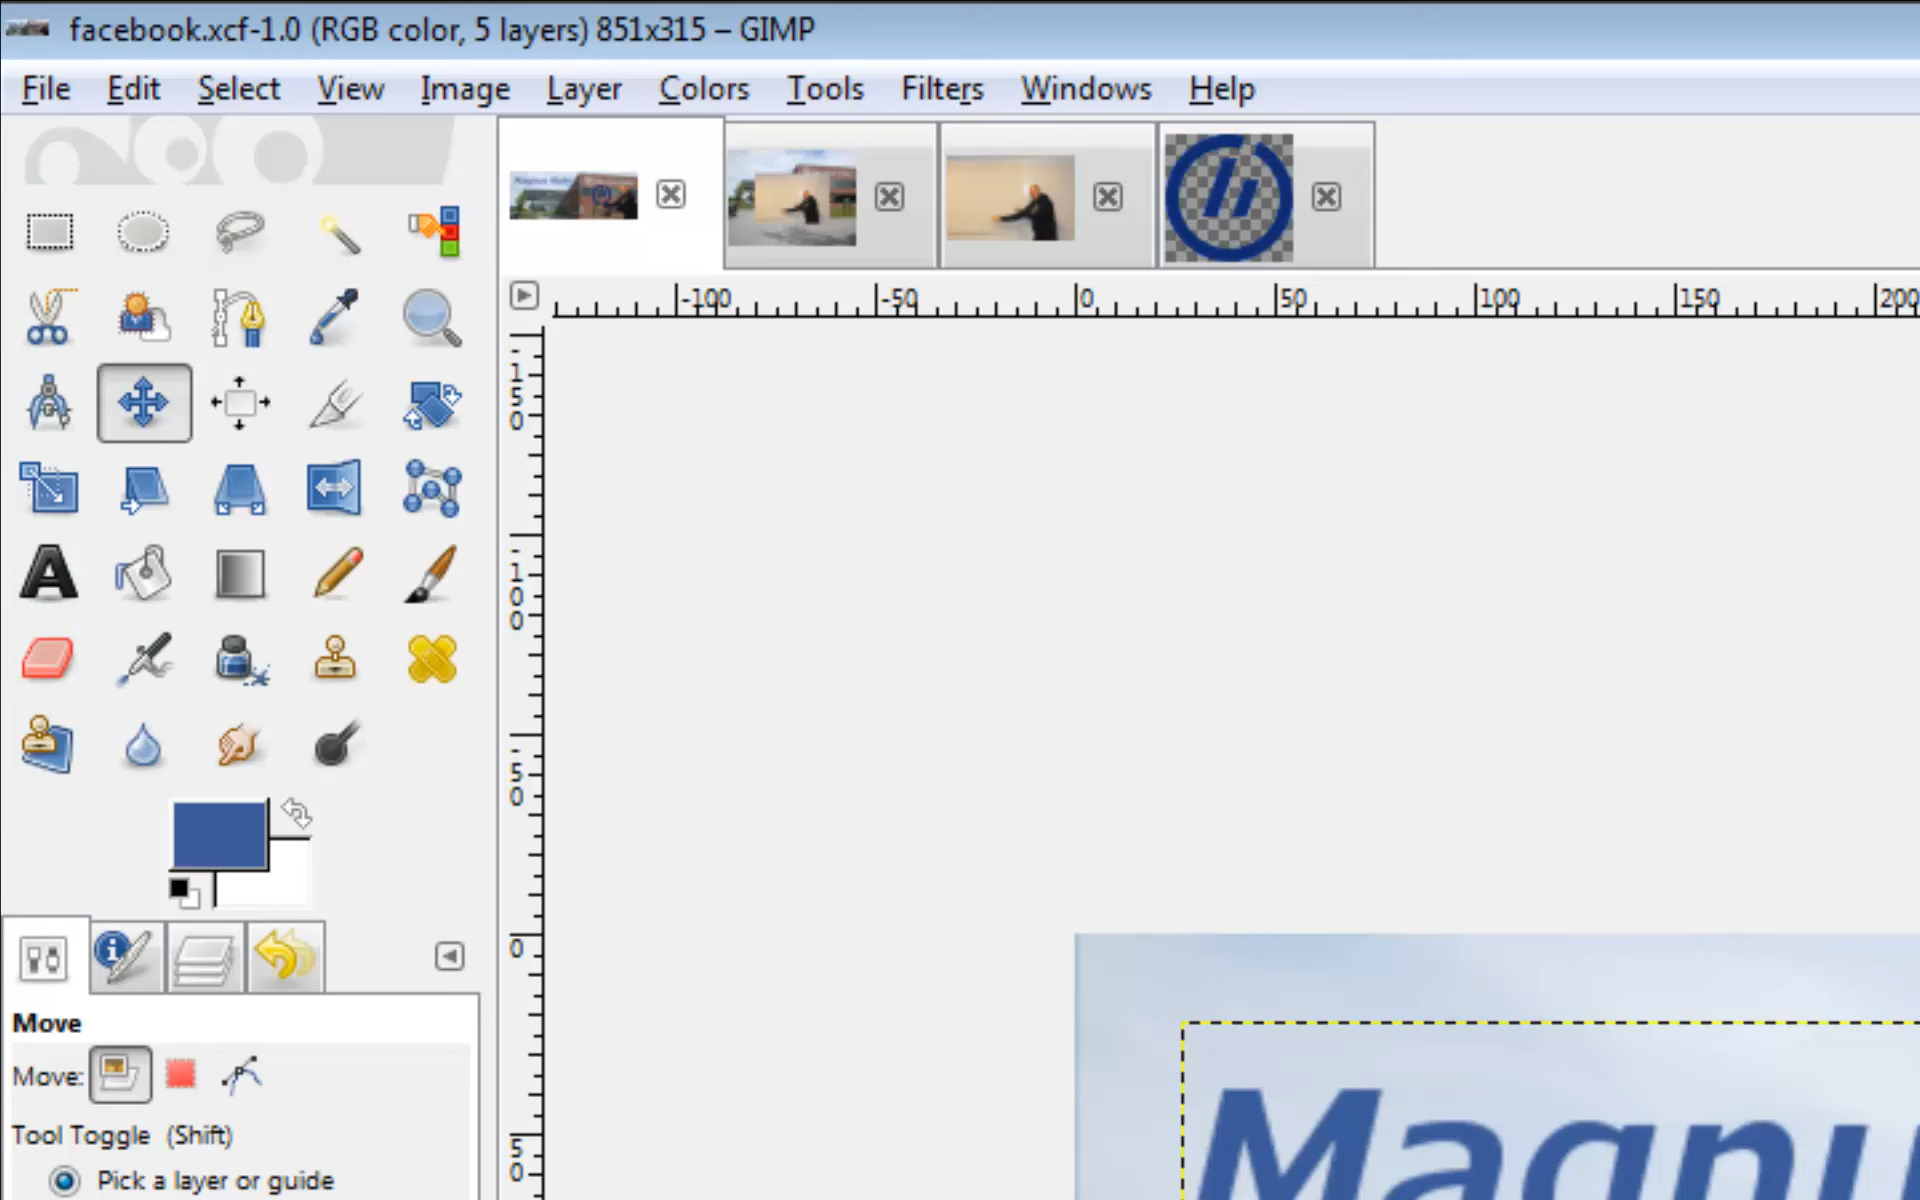 facebook.xcf-1.0 (RGB color, 5 layers) 851x315 – GIMP
File Edit Select View Image Layer Colors Tools Filters Windows Help
-100 -50 0 50 100 150 200
-150
-100
-50
0
50
Move
Move:
Tool Toggle (Shift)
Pick a layer or guide
Magnu